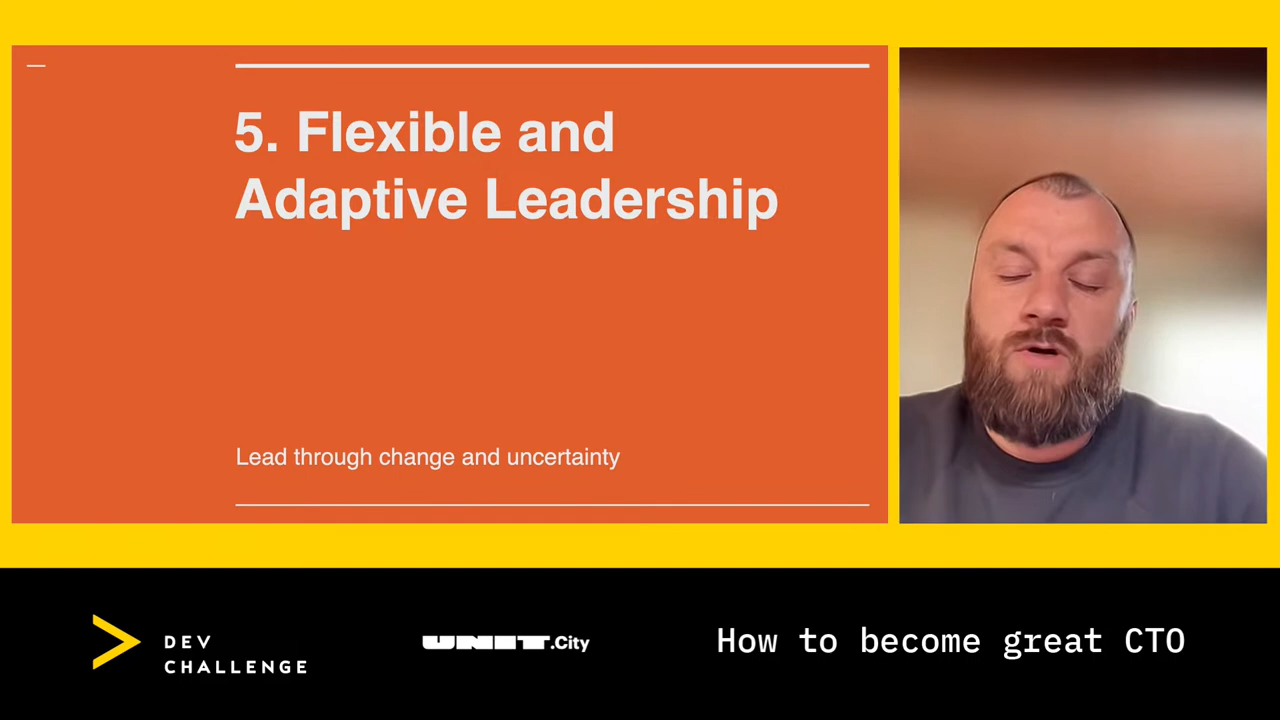 5. Flexible and
Adaptive Leadership
Lead through change and uncertainty
DEV
CHALLENGE
UNIT.City
How to become great CTO